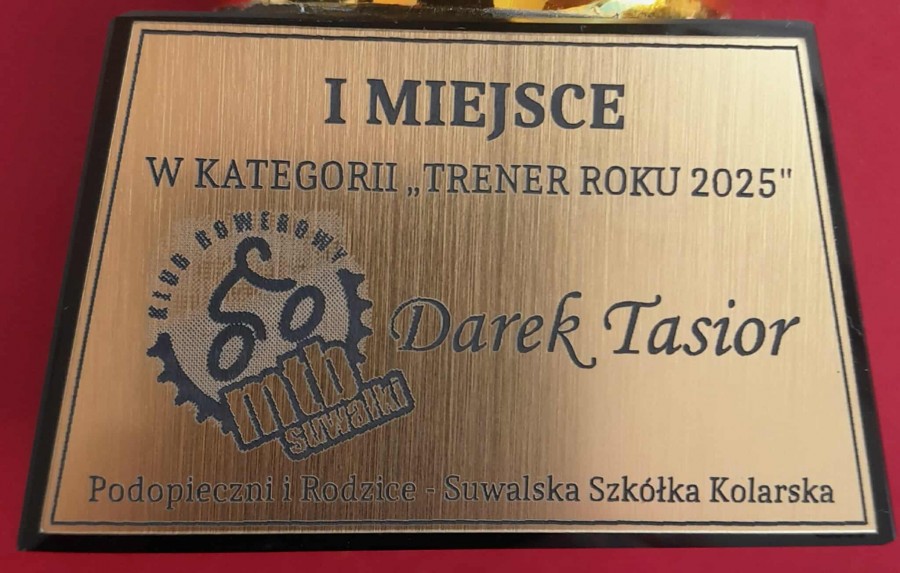 I MIEJSCE
W KATEGORII „TRENER ROKU 2025"
KLUB ROWEROWY
mtb
suwałki
Darek Tasior
Podopieczni i Rodzice - Suwalska Szkółka Kolarska